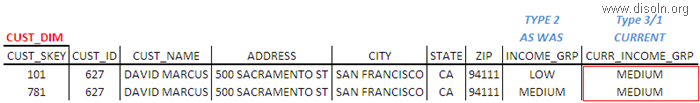 www.disoln.org
TYPE 2 Type 3/1
CUST_DIM AS WAS CURRENT
CUST_SKEY CUST_ID CUST_NAME ADDRESS CITY STATE ZIP INCOME_GRP CURR_INCOME_GRP
101 627 DAVID MARCUS 500 SACRAMENTO ST SAN FRANCISCO CA 94111 LOW MEDIUM
781 627 DAVID MARCUS 500 SACRAMENTO ST SAN FRANCISCO CA 94111 MEDIUM MEDIUM